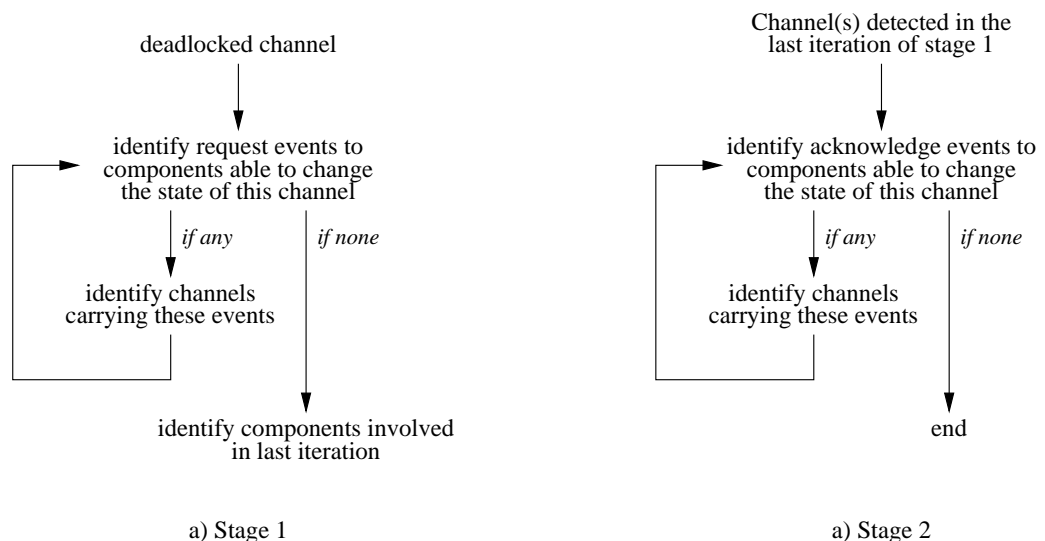 deadlocked channel
identify request events to
components able to change
the state of this channel
if any
if none
identify channels
carrying these events
identify components involved
in last iteration
a) Stage 1
Channel(s) detected in the
last iteration of stage 1
identify acknowledge events to
components able to change
the state of this channel
if any
if none
identify channels
carrying these events
end
a) Stage 2